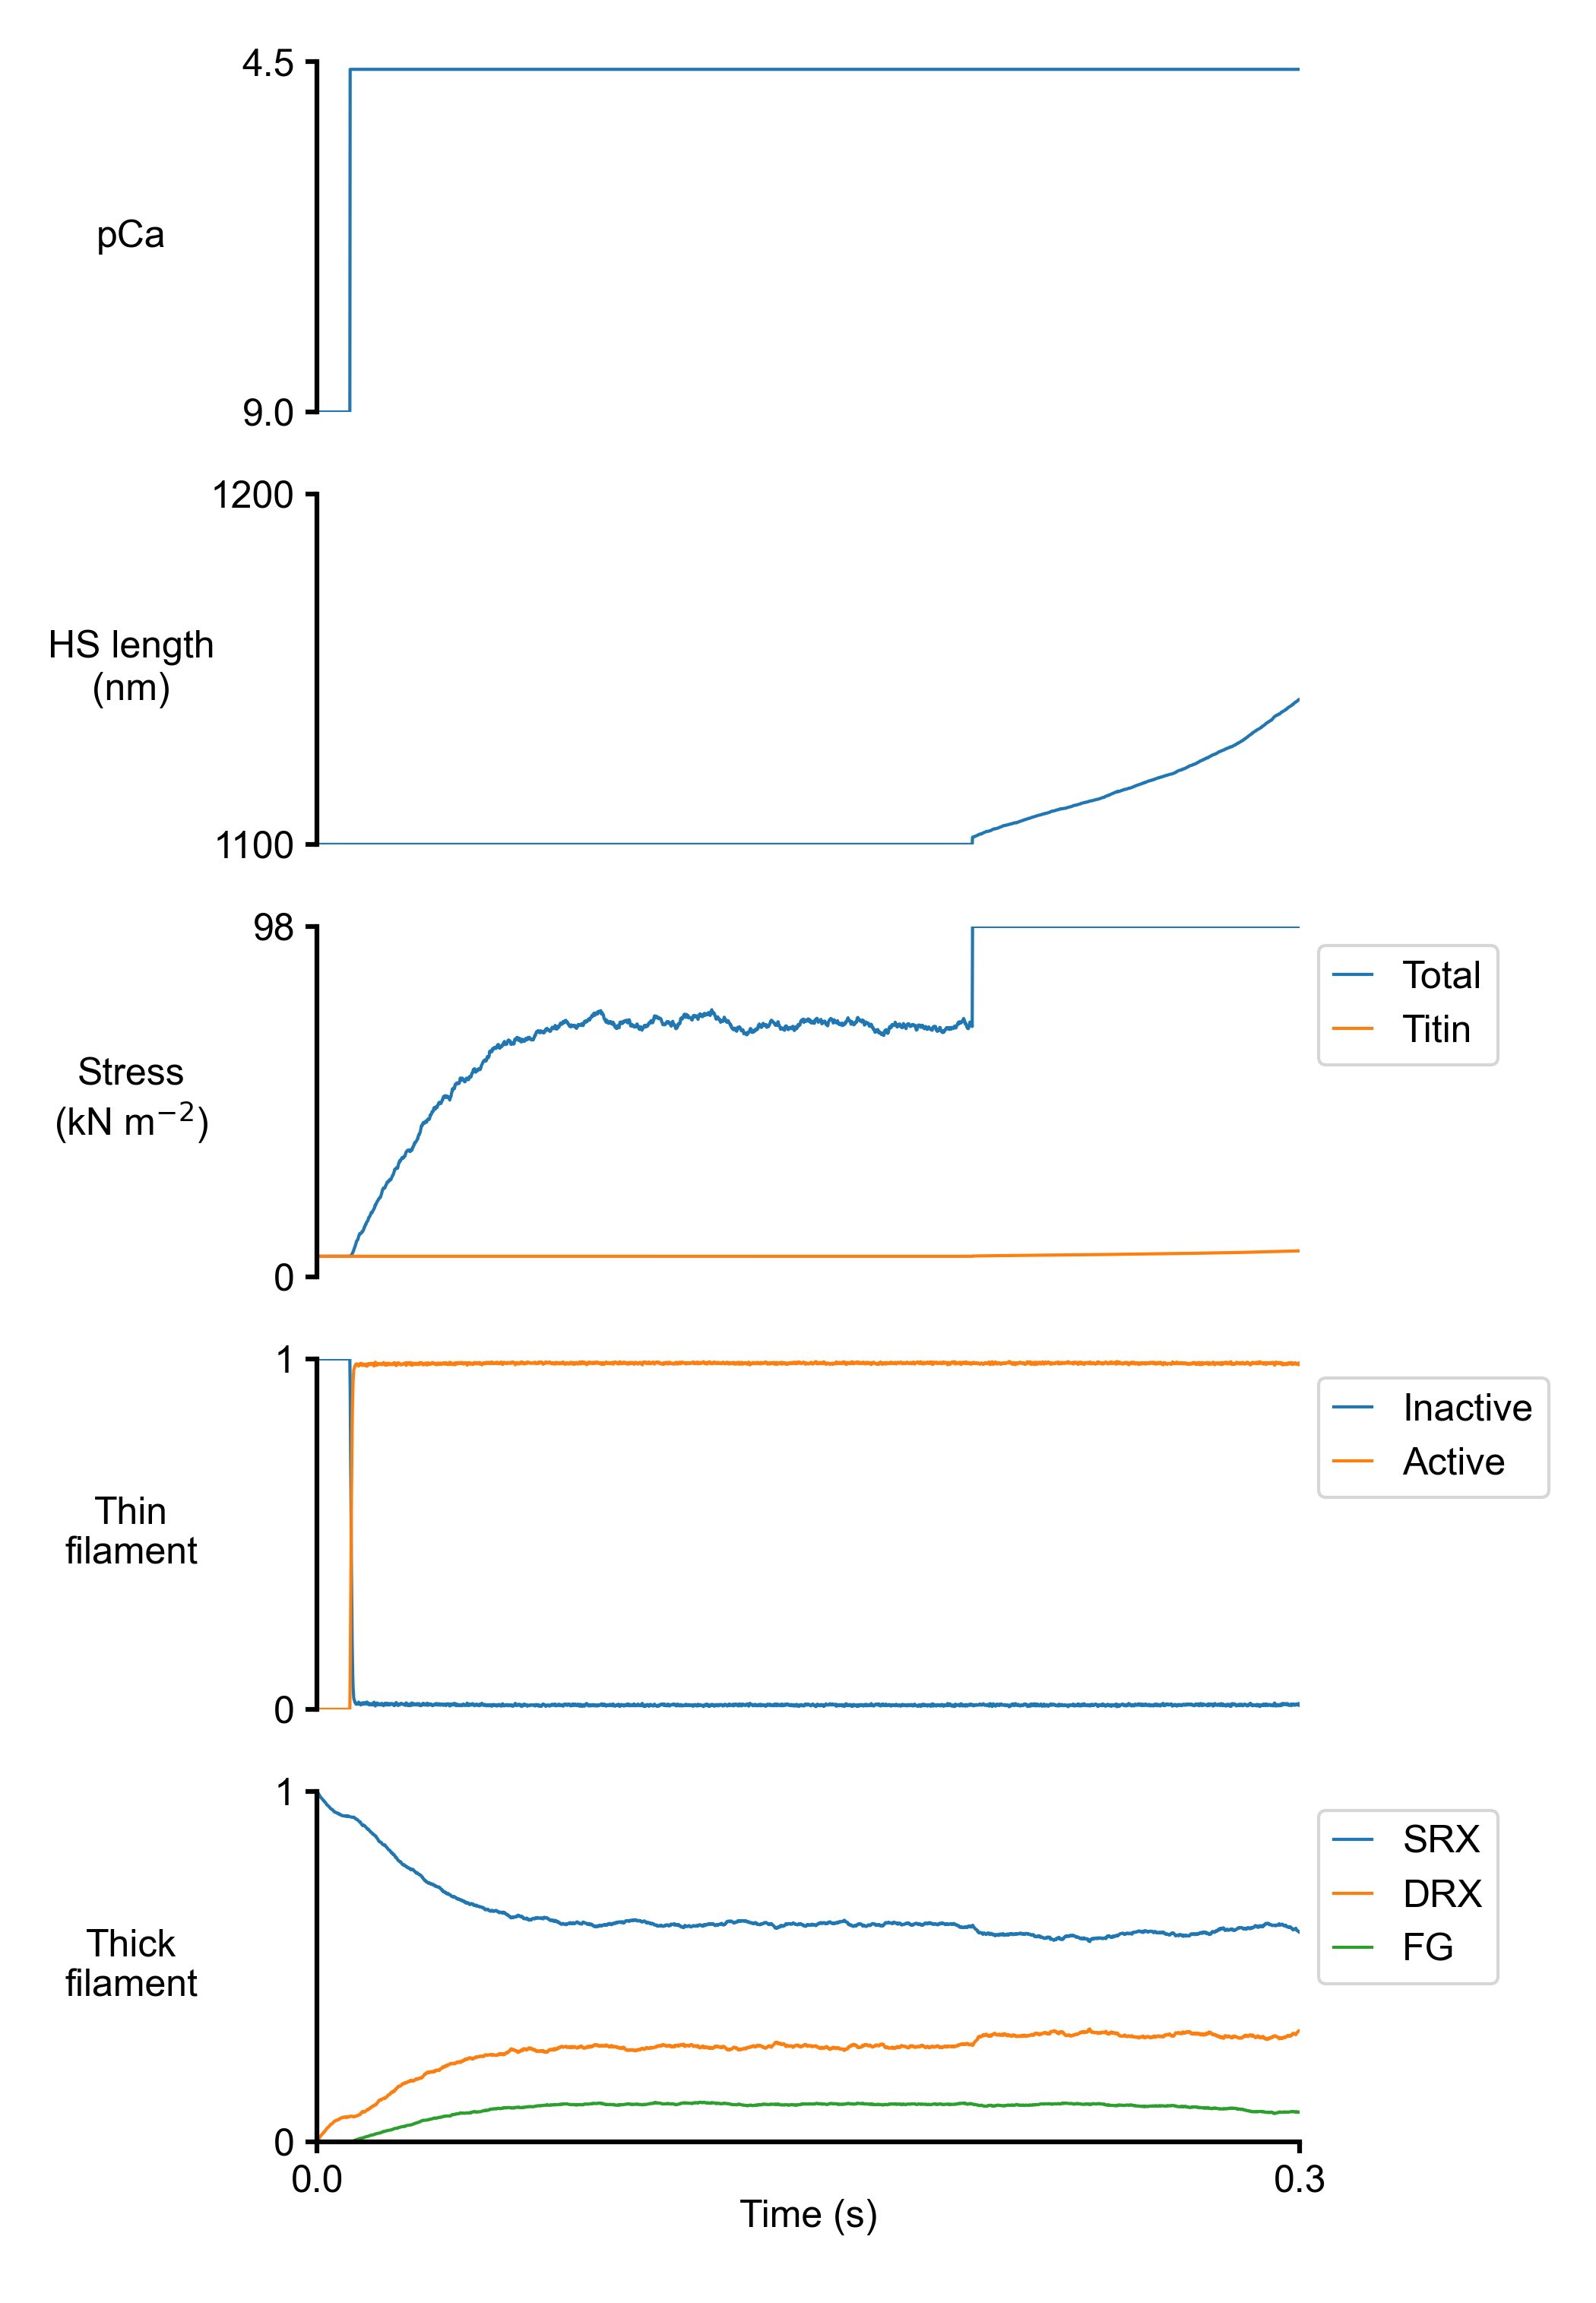 4.5
pCa
9.0
1200
HS length
(nm)
1100
98
Stress
(kN m⁻²)
0
Total
Titin
1
Thin
filament
0
Inactive
Active
1
Thick
filament
0
SRX
DRX
FG
0.0
0.3
Time (s)